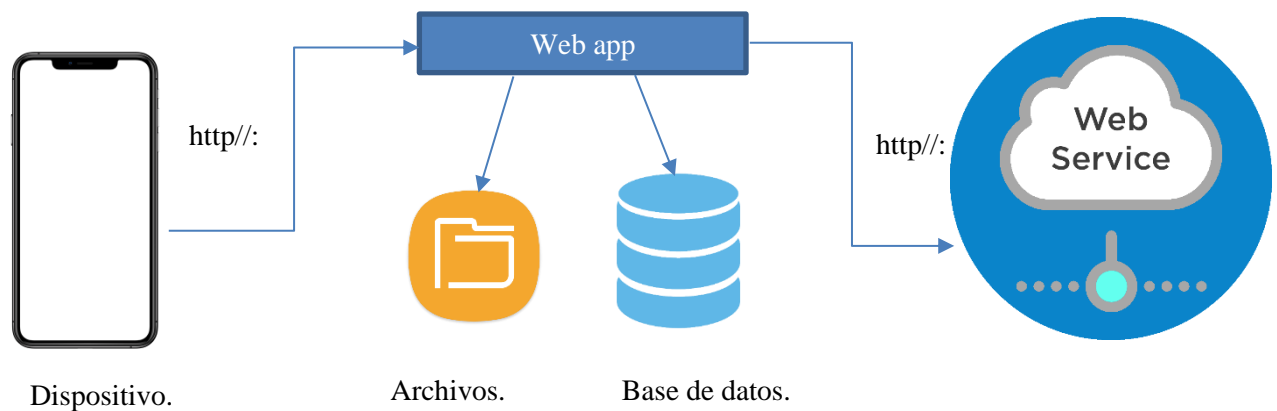 Web app
http//:
http//:
Web
Service
Dispositivo.
Archivos.
Base de datos.